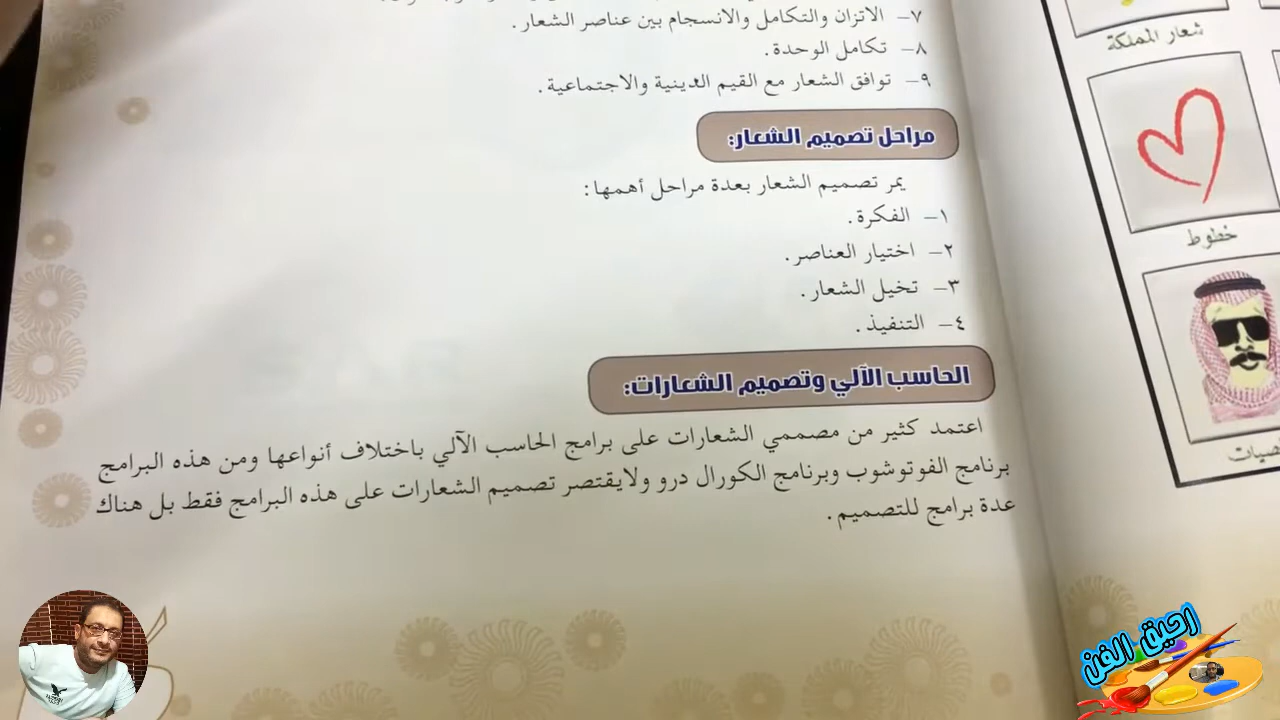 ٧- الاتزان والتكامل والانسجام بين عناصر الشعار.
٨- تكامل الوحدة.
٩- توافق الشعار مع القيم الدينية والاجتماعية.
مراحل تصميم الشعار:
يمر تصميم الشعار بعدة مراحل أهمها:
١- الفكرة.
٢- اختيار العناصر.
٣- تخيل الشعار.
٤- التنفيذ.
الحاسب الآلي وتصميم الشعارات:
اعتمد كثير من مصممي الشعارات على برامج الحاسب الآلي باختلاف أنواعها ومن هذه البرامج
برنامج الفوتوشوب وبرنامج الكورال درو ولايقتصر تصميم الشعارات على هذه البرامج فقط بل هناك
عدة برامج للتصميم.
شعار المملكة
خطوط
رحيق الفن